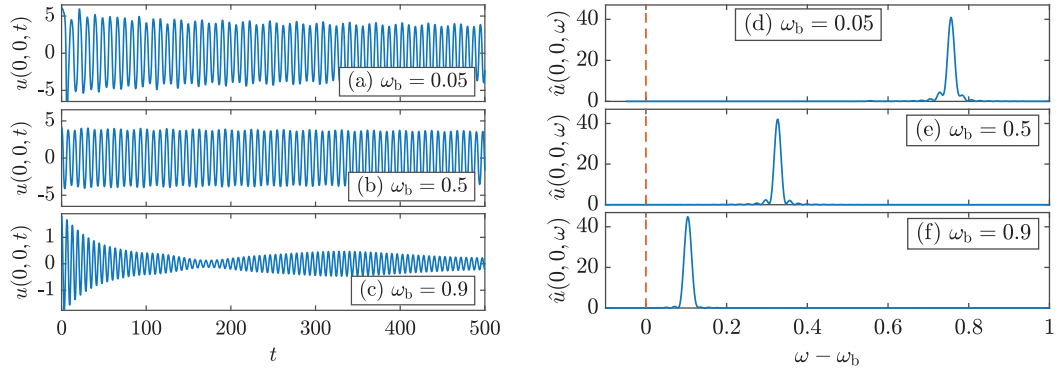 5
0
-5
u(0, 0, t)
(a) ω_b = 0.05
5
0
-5
u(0, 0, t)
(b) ω_b = 0.5
1
0
-1
u(0, 0, t)
(c) ω_b = 0.9
0 100 200 300 400 500
t
40
20
0
û(0, 0, ω)
(d) ω_b = 0.05
40
20
0
û(0, 0, ω)
(e) ω_b = 0.5
40
20
0
û(0, 0, ω)
(f) ω_b = 0.9
0 0.2 0.4 0.6 0.8 1
ω − ω_b